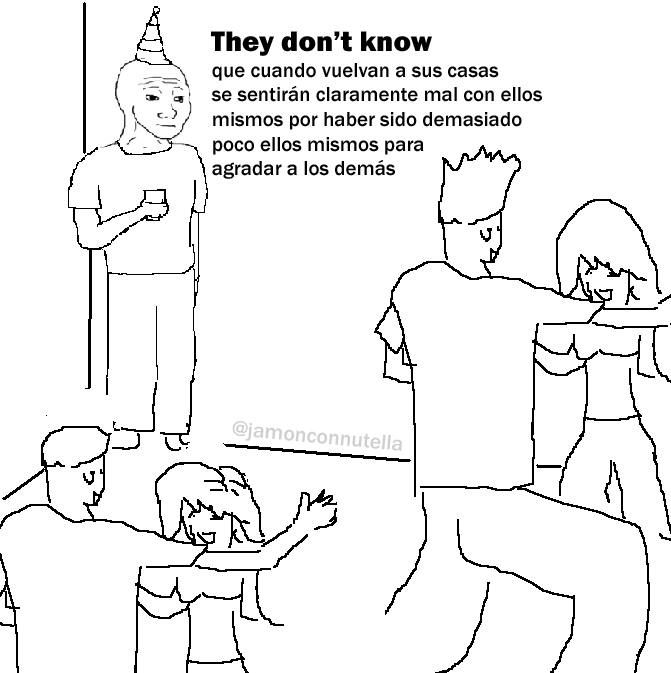 They don't know
que cuando vuelvan a sus casas
se sentirán claramente mal con ellos
mismos por haber sido demasiado
poco ellos mismos para
agradar a los demás
@jamonconnutella